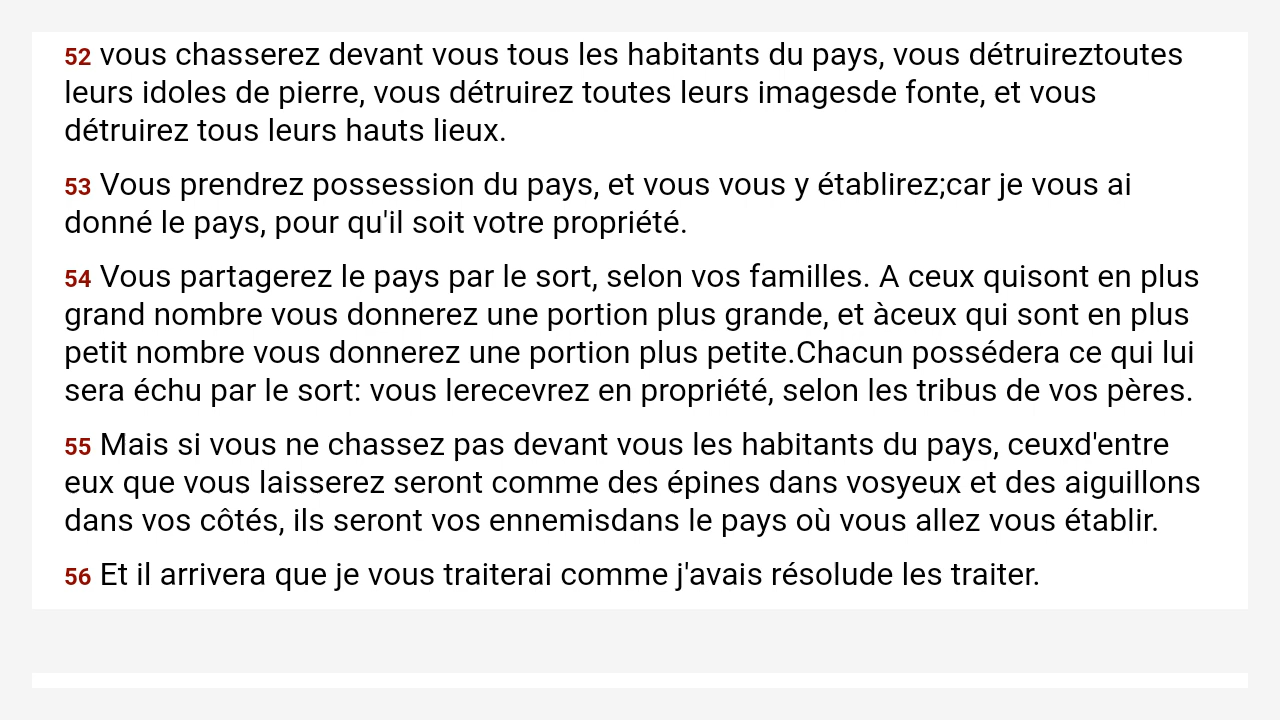 52 vous chasserez devant vous tous les habitants du pays, vous détruireztoutes
leurs idoles de pierre, vous détruirez toutes leurs imagesde fonte, et vous
détruirez tous leurs hauts lieux.
53 Vous prendrez possession du pays, et vous vous y établirez;car je vous ai
donné le pays, pour qu'il soit votre propriété.
54 Vous partagerez le pays par le sort, selon vos familles. A ceux quisont en plus
grand nombre vous donnerez une portion plus grande, et àceux qui sont en plus
petit nombre vous donnerez une portion plus petite.Chacun possédera ce qui lui
sera échu par le sort: vous lerecevrez en propriété, selon les tribus de vos pères.
55 Mais si vous ne chassez pas devant vous les habitants du pays, ceuxd'entre
eux que vous laisserez seront comme des épines dans vosyeux et des aiguillons
dans vos côtés, ils seront vos ennemisdans le pays où vous allez vous établir.
56 Et il arrivera que je vous traiterai comme j'avais résolude les traiter.